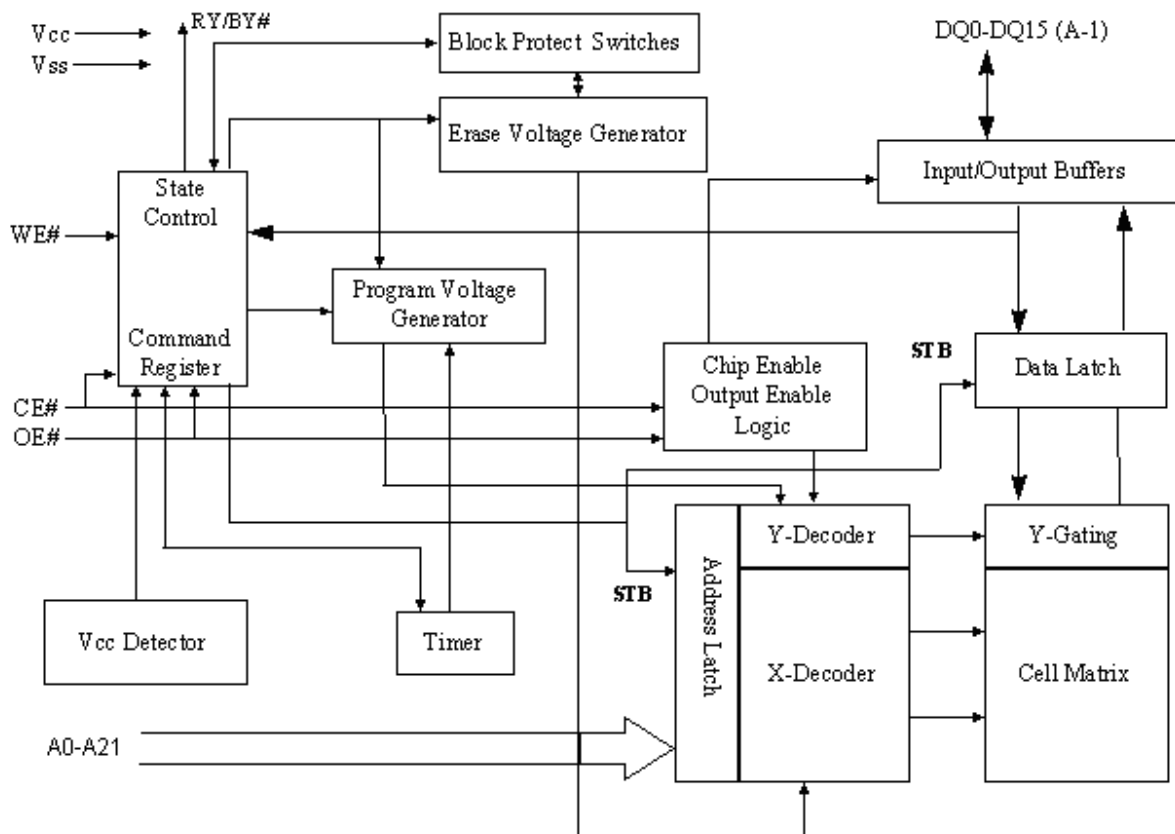 Vcc
Vss
RY/BY#
Block Protect Switches
DQ0-DQ15 (A-1)
Erase Voltage Generator
Input/Output Buffers
State
Control
WE#
Program Voltage
Generator
Command
Register
STB
Chip Enable
Output Enable
Logic
Data Latch
CE#
OE#
Address Latch
Y-Decoder
Y-Gating
STB
Vcc Detector
Timer
X-Decoder
Cell Matrix
A0-A21